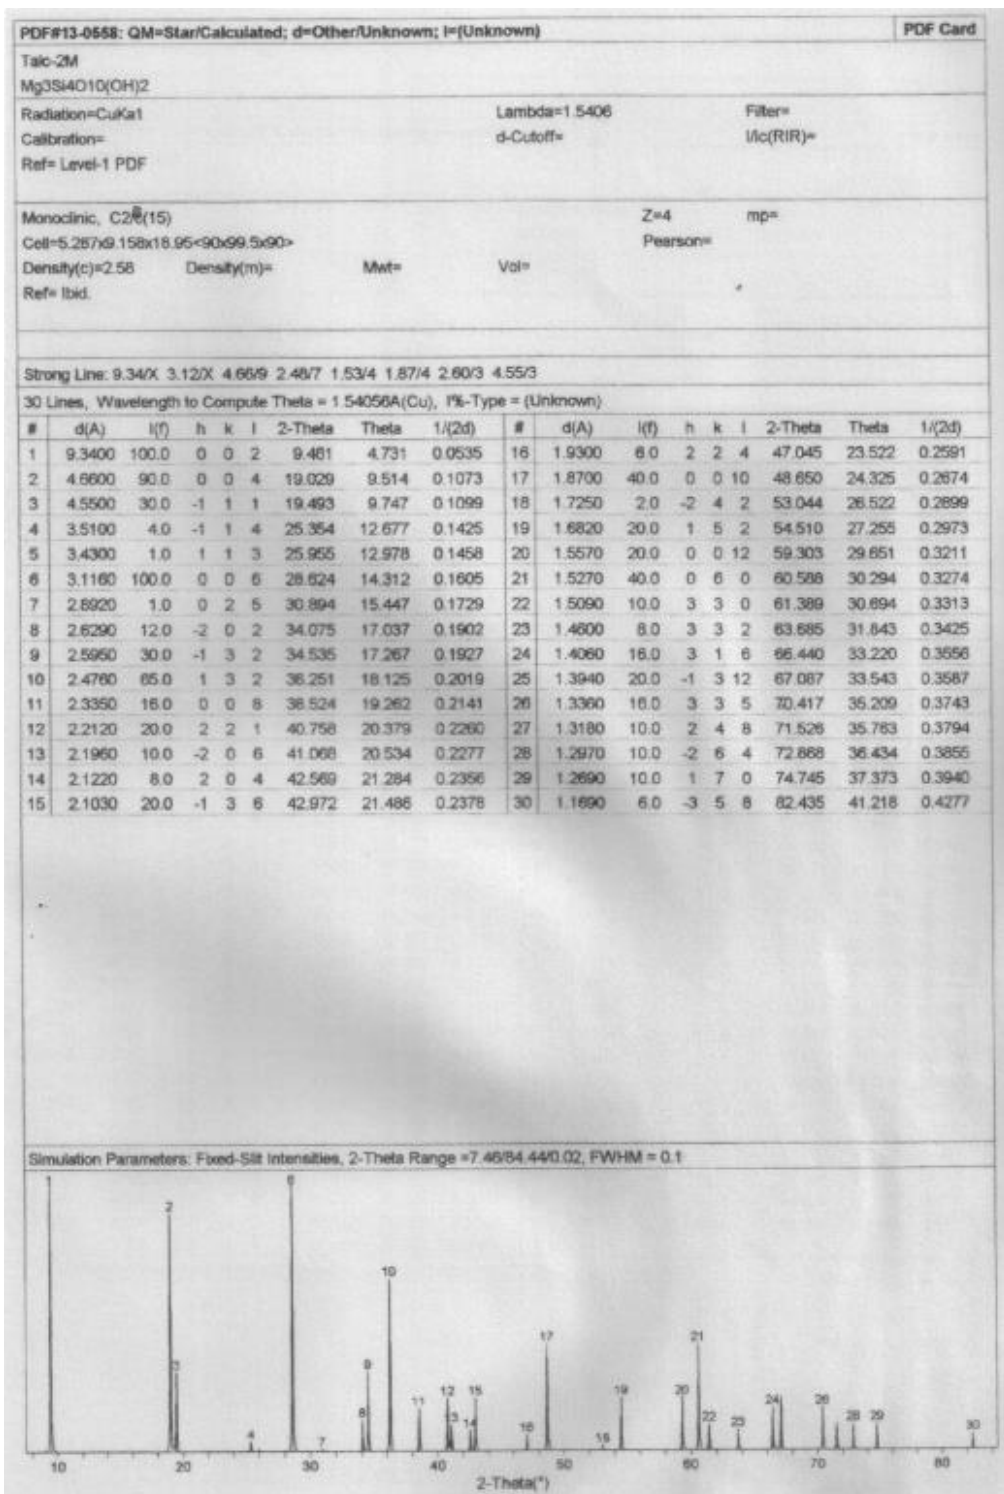 PDF#13-0558: QM=Star/Calculated; d=Other/Unknown; I=(Unknown) PDF Card
Talc-2M
Mg3Si4O10(OH)2
Radiation=CuKa1 Lambda=1.5406 Filter=
Calibration= d-Cutoff= I/Ic(RIR)=
Ref= Level-1 PDF
Monoclinic, C2/c(15) Z=4 mp=
Cell=5.287x9.158x18.95<90x99.5x90> Pearson=
Density(c)=2.58 Density(m)= Mwt= Vol=
Ref= Ibid.
Strong Line: 9.34/X 3.12/X 4.66/9 2.48/7 1.53/4 1.87/4 2.60/3 4.55/3
30 Lines, Wavelength to Compute Theta = 1.54056A(Cu), I%-Type = (Unknown)
# d(A) I(f) h k l 2-Theta Theta 1/(2d) # d(A) I(f) h k l 2-Theta Theta 1/(2d)
1 9.3400 100.0 0 0 2 9.461 4.731 0.0535 16 1.9300 6.0 2 2 4 47.045 23.522 0.2591
2 4.6600 90.0 0 0 4 19.029 9.514 0.1073 17 1.8700 40.0 0 0 10 48.650 24.325 0.2674
3 4.5500 30.0 -1 1 1 19.493 9.747 0.1099 18 1.7250 2.0 -2 4 2 53.044 26.522 0.2899
4 3.5100 4.0 -1 1 4 25.354 12.677 0.1425 19 1.6820 20.0 1 5 2 54.510 27.255 0.2973
5 3.4300 1.0 1 1 3 25.955 12.978 0.1458 20 1.5570 20.0 0 0 12 59.303 29.651 0.3211
6 3.1160 100.0 0 0 6 28.624 14.312 0.1605 21 1.5270 40.0 0 6 0 60.588 30.294 0.3274
7 2.8920 1.0 0 2 5 30.894 15.447 0.1729 22 1.5090 10.0 3 3 0 61.389 30.694 0.3313
8 2.6290 12.0 -2 0 2 34.075 17.037 0.1902 23 1.4600 8.0 3 3 2 63.685 31.843 0.3425
9 2.5950 30.0 -1 3 2 34.535 17.267 0.1927 24 1.4060 16.0 3 1 6 66.440 33.220 0.3556
10 2.4760 65.0 1 3 2 36.251 18.125 0.2019 25 1.3940 20.0 -1 3 12 67.087 33.543 0.3587
11 2.3350 16.0 0 0 8 38.524 19.262 0.2141 26 1.3360 16.0 3 3 5 70.417 35.209 0.3743
12 2.2120 20.0 2 2 1 40.758 20.379 0.2260 27 1.3180 10.0 2 4 8 71.526 35.763 0.3794
13 2.1960 10.0 -2 0 6 41.068 20.534 0.2277 28 1.2970 10.0 -2 6 4 72.868 36.434 0.3855
14 2.1220 8.0 2 0 4 42.569 21.284 0.2356 29 1.2690 10.0 1 7 0 74.745 37.373 0.3940
15 2.1030 20.0 -1 3 6 42.972 21.486 0.2378 30 1.1690 6.0 -3 5 8 82.435 41.218 0.4277
Simulation Parameters: Fixed-Slit Intensities, 2-Theta Range =7.46/84.44/0.02, FWHM = 0.1
1 6
2
10
17 21
3 9
12 15 19 20
11 24 26
8 3 14 22 28 29
16 23 30
4 7 18
10 20 30 40 50 60 70 80
2-Theta(°)